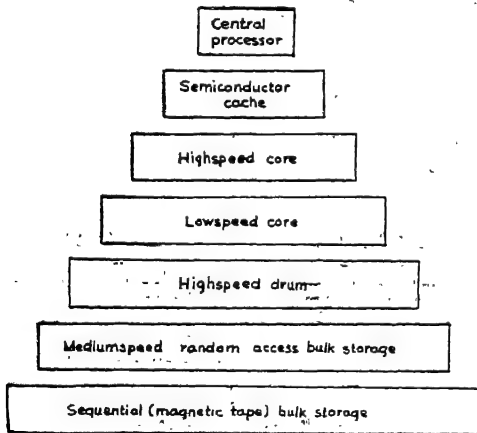 Central
processor
Semiconductor
cache
Highspeed core
Lowspeed core
Highspeed drum
Mediumspeed random access bulk storage
Sequential (magnetic tape) bulk storage